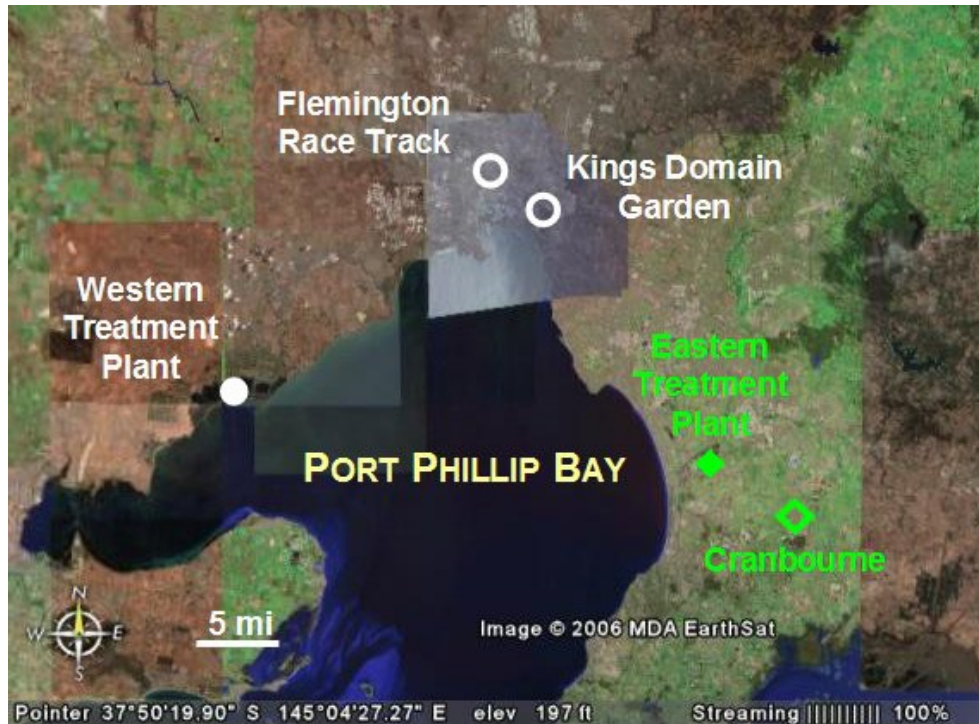 Flemington
Race Track
Kings Domain
Garden
Western
Treatment
Plant
Eastern
Treatment
Plant
PORT PHILLIP BAY
Cranbourne
N
W E
S
5 mi
Image © 2006 MDA EarthSat
Pointer 37°50'19.90" S 145°04'27.27" E elev 197 ft Streaming ||||||||| 100%